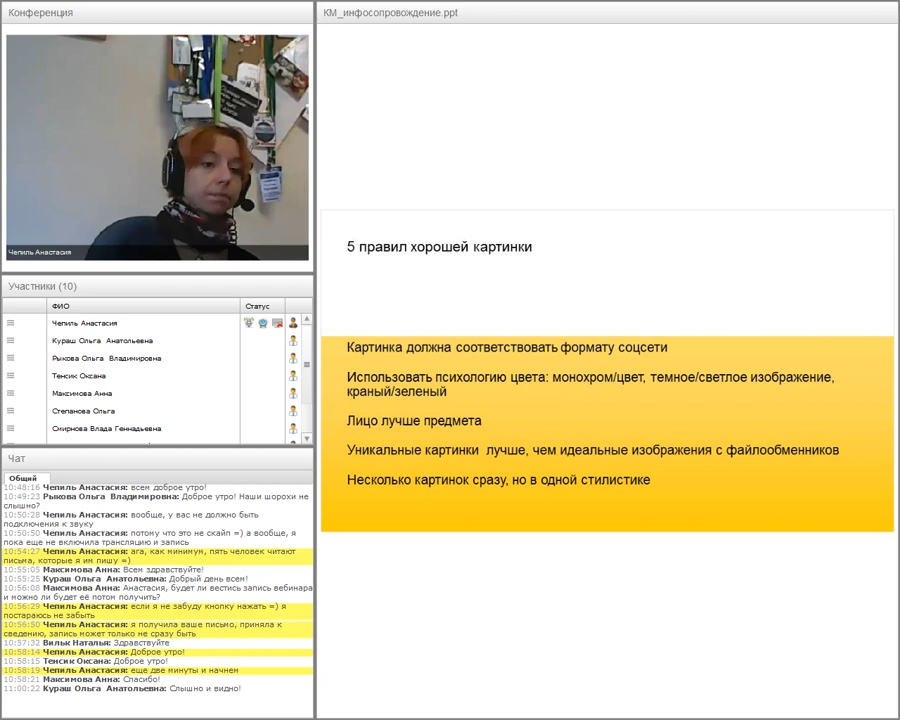 Конференция
КМ_инфосопровождение.ppt
Чепиль Анастасия
Участники (10)
ФИО
Статус
Чепиль Анастасия
Кураш Ольга Анатольевна
Рыкова Ольга Владимировна
Тенсик Оксана
Максимова Анна
Степанова Ольга
Смирнова Влада Геннадьевна
Чат
Общий
10:48:16 Чепиль Анастасия: всем доброе утро!
10:49:23 Рыкова Ольга Владимировна: Доброе утро! Наши шорохи не
слышно?
10:50:28 Чепиль Анастасия: вообще, у вас не должно быть
подключения к звуку
10:50:50 Чепиль Анастасия: потому что это не скайп =) а вообще, я
пока еще не включила трансляцию и запись
10:54:27 Чепиль Анастасия: ага, как минимум, пять человек читают
письма, которые я им пишу =)
10:55:05 Максимова Анна: Всем здравствуйте!
10:55:25 Кураш Ольга Анатольевна: Добрый день всем!
10:56:08 Максимова Анна: Анастасия, будет ли вестись запись вебинара
и можно ли будет её потом получить?
10:56:29 Чепиль Анастасия: если я не забуду кнопку нажать =) я
постараюсь не забыть
10:56:50 Чепиль Анастасия: я получила ваше письмо, приняла к
сведению, запись может только не сразу быть
10:57:32 Вильк Наталья: Здравствуйте
10:58:14 Чепиль Анастасия: Доброе утро!
10:58:15 Тенсик Оксана: Доброе утро!
10:58:19 Чепиль Анастасия: еще две минуты и начнем
10:58:21 Максимова Анна: Спасибо!
11:00:22 Кураш Ольга Анатольевна: Слышно и видно!
5 правил хорошей картинки
Картинка должна соответствовать формату соцсети
Использовать психологию цвета: монохром/цвет, темное/светлое изображение,
краный/зеленый
Лицо лучше предмета
Уникальные картинки лучше, чем идеальные изображения с файлообменников
Несколько картинок сразу, но в одной стилистике